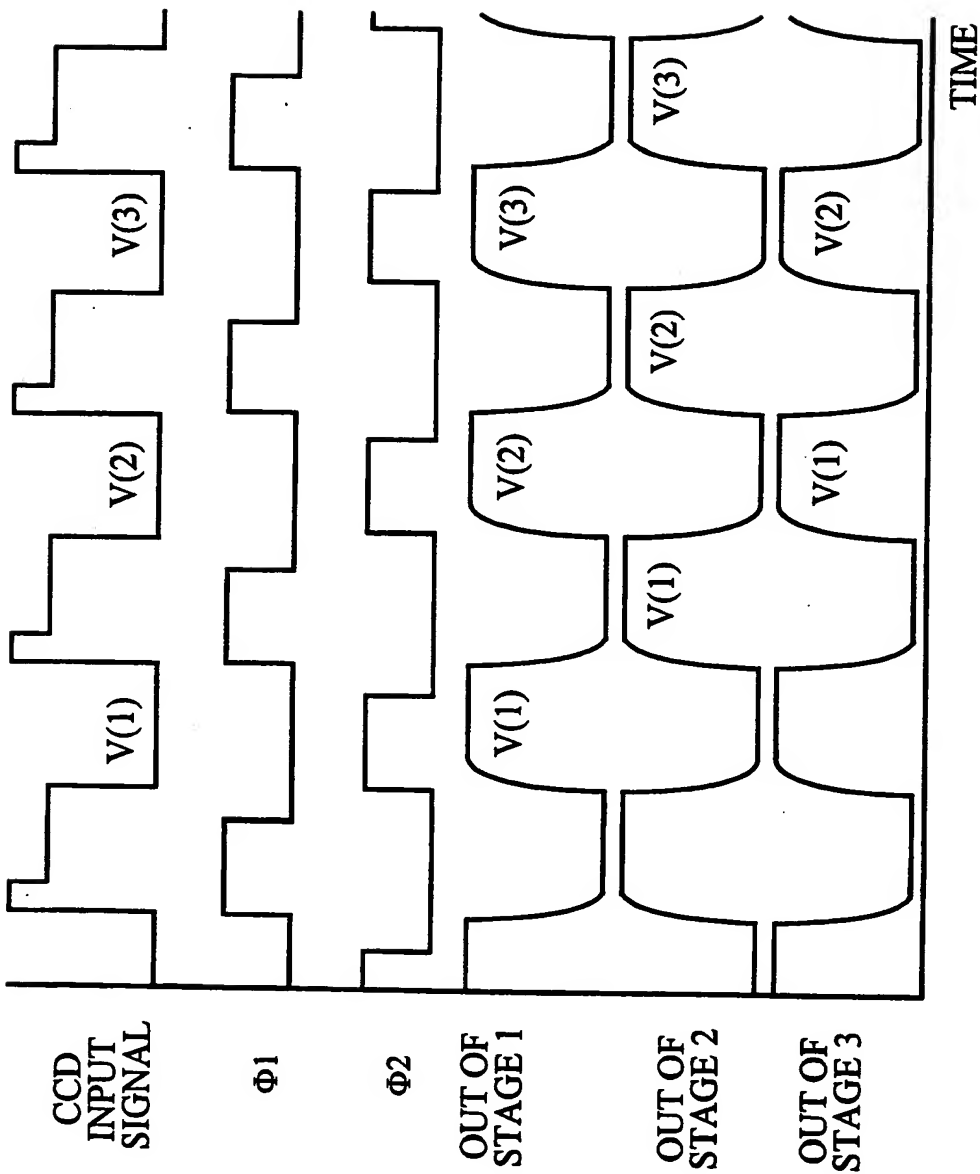 CCD
INPUT
SIGNAL
V(1)
V(2)
V(3)
Φ1
Φ2
OUT OF
STAGE 1
V(1)
V(2)
V(3)
OUT OF
STAGE 2
V(1)
V(2)
V(3)
OUT OF
STAGE 3
V(1)
V(2)
TIME